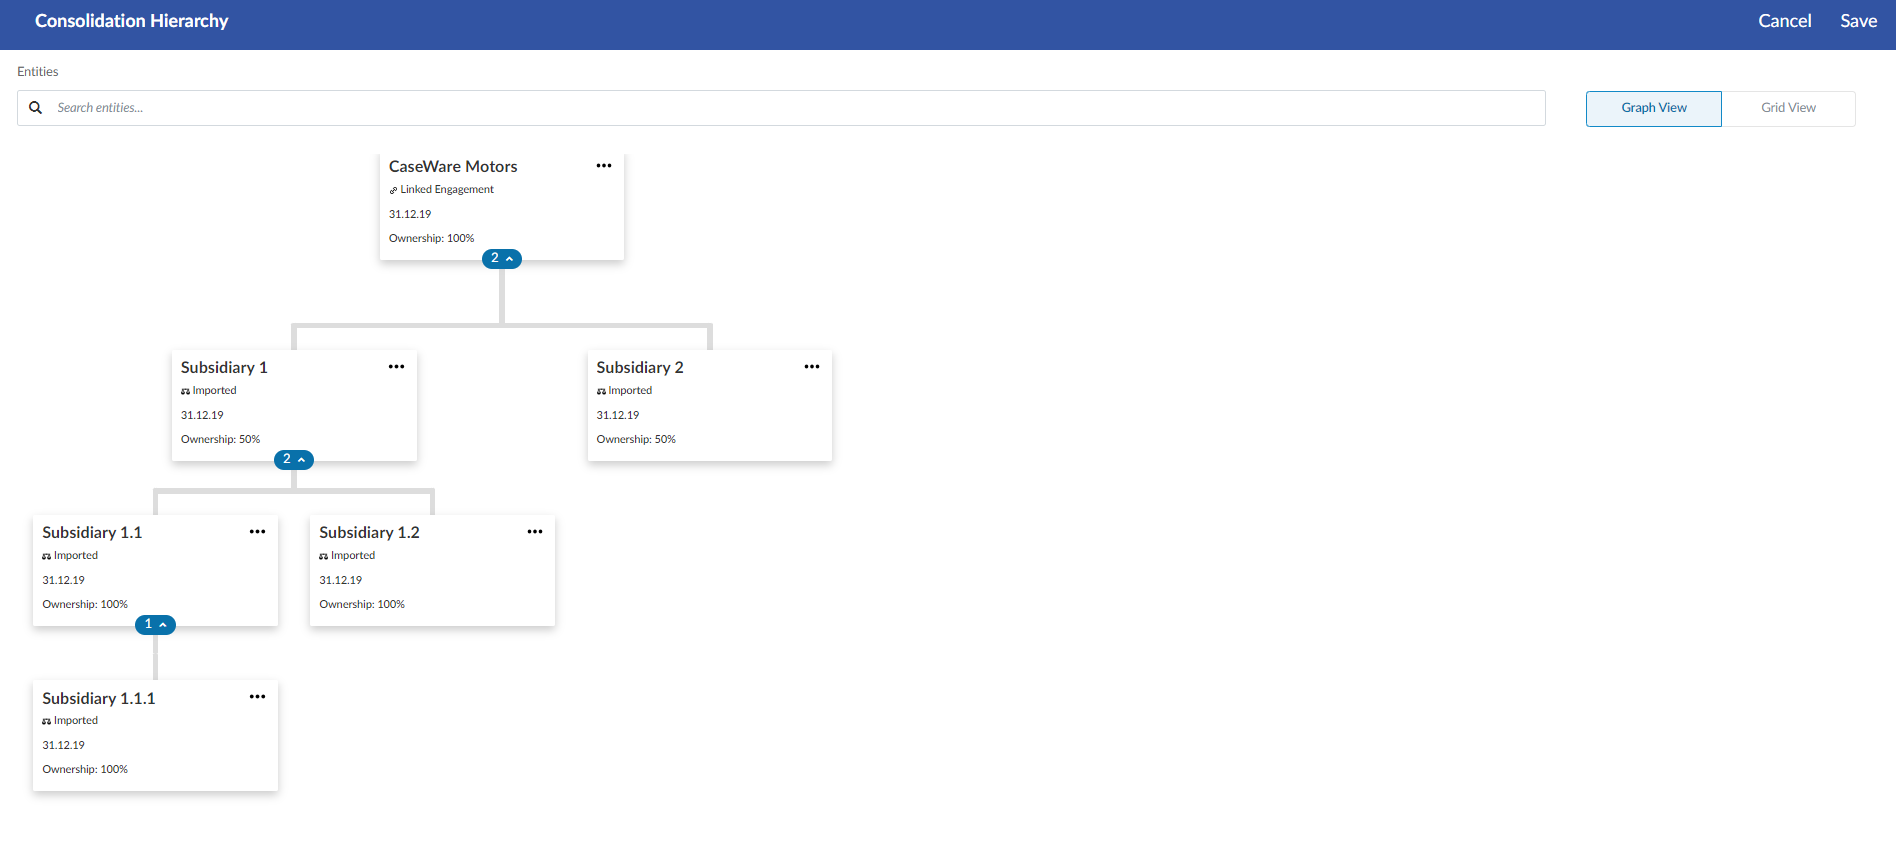 Consolidation Hierarchy
Cancel
Save
Entities
Search entities...
Graph View
Grid View
CaseWare Motors
Linked Engagement
31.12.19
Ownership: 100%
2
Subsidiary 1
Imported
31.12.19
Ownership: 50%
2
Subsidiary 2
Imported
31.12.19
Ownership: 50%
Subsidiary 1.1
Imported
31.12.19
Ownership: 100%
1
Subsidiary 1.2
Imported
31.12.19
Ownership: 100%
Subsidiary 1.1.1
Imported
31.12.19
Ownership: 100%